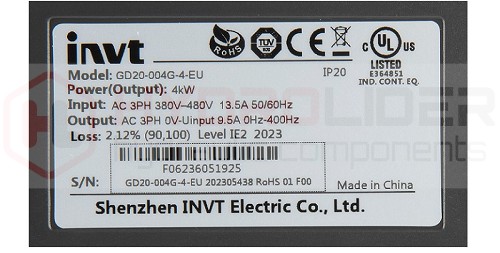 invt
RoHS
TUV
CE
C UL US
LISTED
E364851
IND. CONT. EQ.
IP20
Model: GD20-004G-4-EU
Power(Output): 4kW
Input: AC 3PH 380V–480V 13.5A 50/60Hz
Output: AC 3PH 0V-Uinput 9.5A 0Hz-400Hz
Loss: 2.12% (90,100) Level IE2 2023
F0623605192S
S/N: GD20-004G-4-EU 202305438 RoHS 01 F00
Made in China
Shenzhen INVT Electric Co., Ltd.